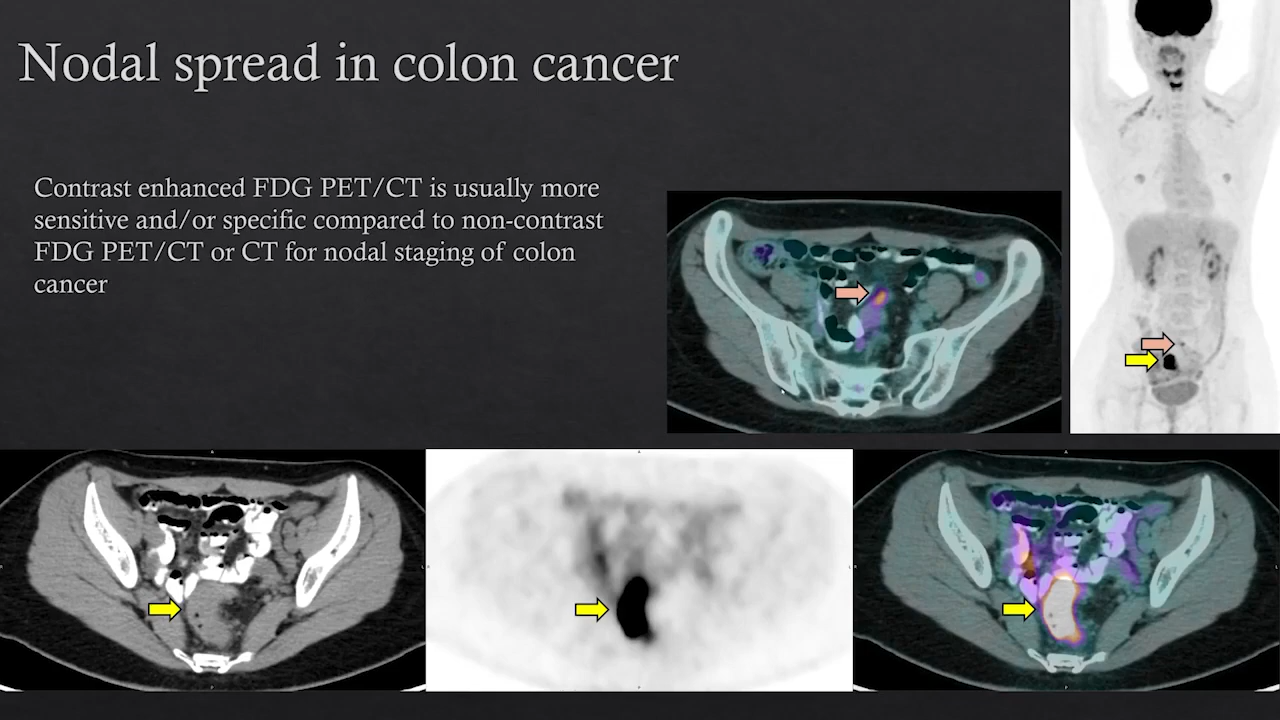 Nodal spread in colon cancer
Contrast enhanced FDG PET/CT is usually more
sensitive and/or specific compared to non-contrast
FDG PET/CT or CT for nodal staging of colon
cancer